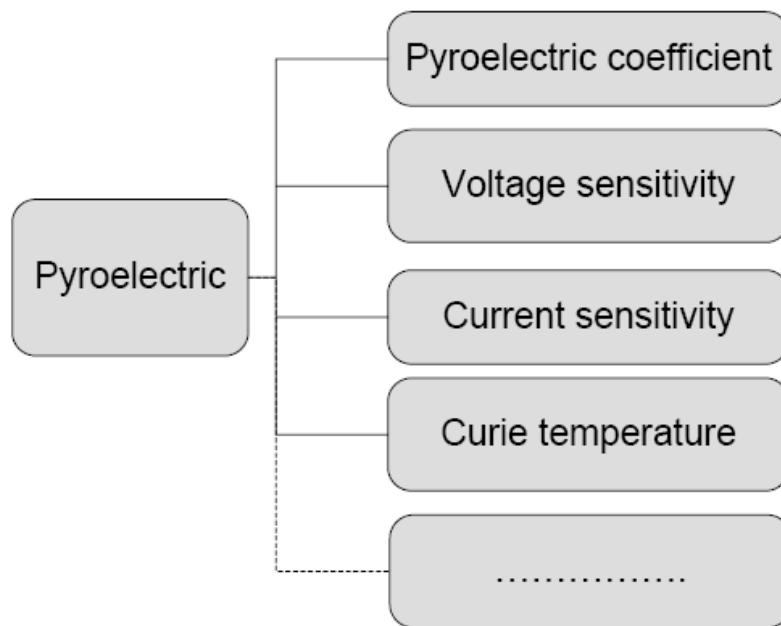 Pyroelectric
Pyroelectric coefficient
Voltage sensitivity
Current sensitivity
Curie temperature
................